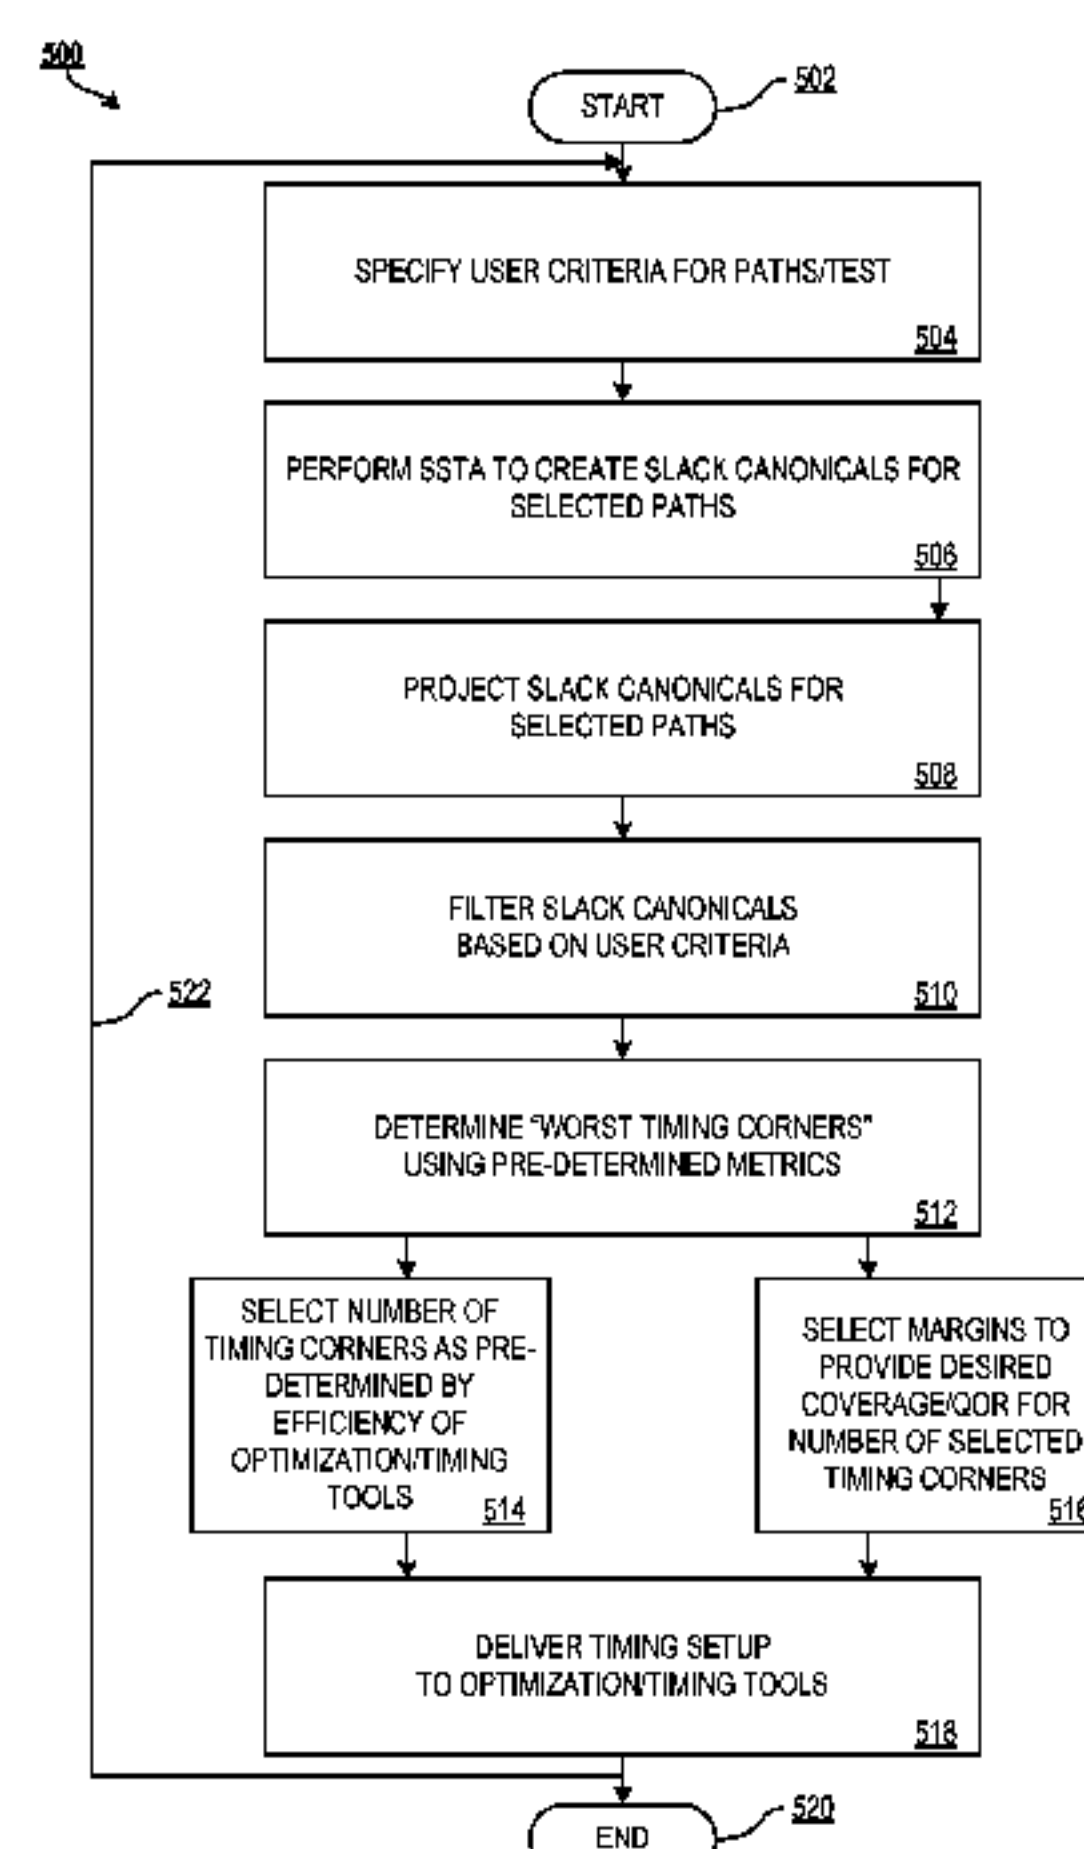 500
START
502
SPECIFY USER CRITERIA FOR PATHS/TEST
504
PERFORM SSTA TO CREATE SLACK CANONICALS FOR
SELECTED PATHS
506
PROJECT SLACK CANONICALS FOR
SELECTED PATHS
508
FILTER SLACK CANONICALS
BASED ON USER CRITERIA
510
522
DETERMINE "WORST TIMING CORNERS"
USING PRE-DETERMINED METRICS
512
SELECT NUMBER OF
TIMING CORNERS AS PRE-
DETERMINED BY
EFFICIENCY OF
OPTIMIZATION/TIMING
TOOLS
514
SELECT MARGINS TO
PROVIDE DESIRED
COVERAGE/QOR FOR
NUMBER OF SELECTED
TIMING CORNERS
516
DELIVER TIMING SETUP
TO OPTIMIZATION/TIMING TOOLS
518
END
520